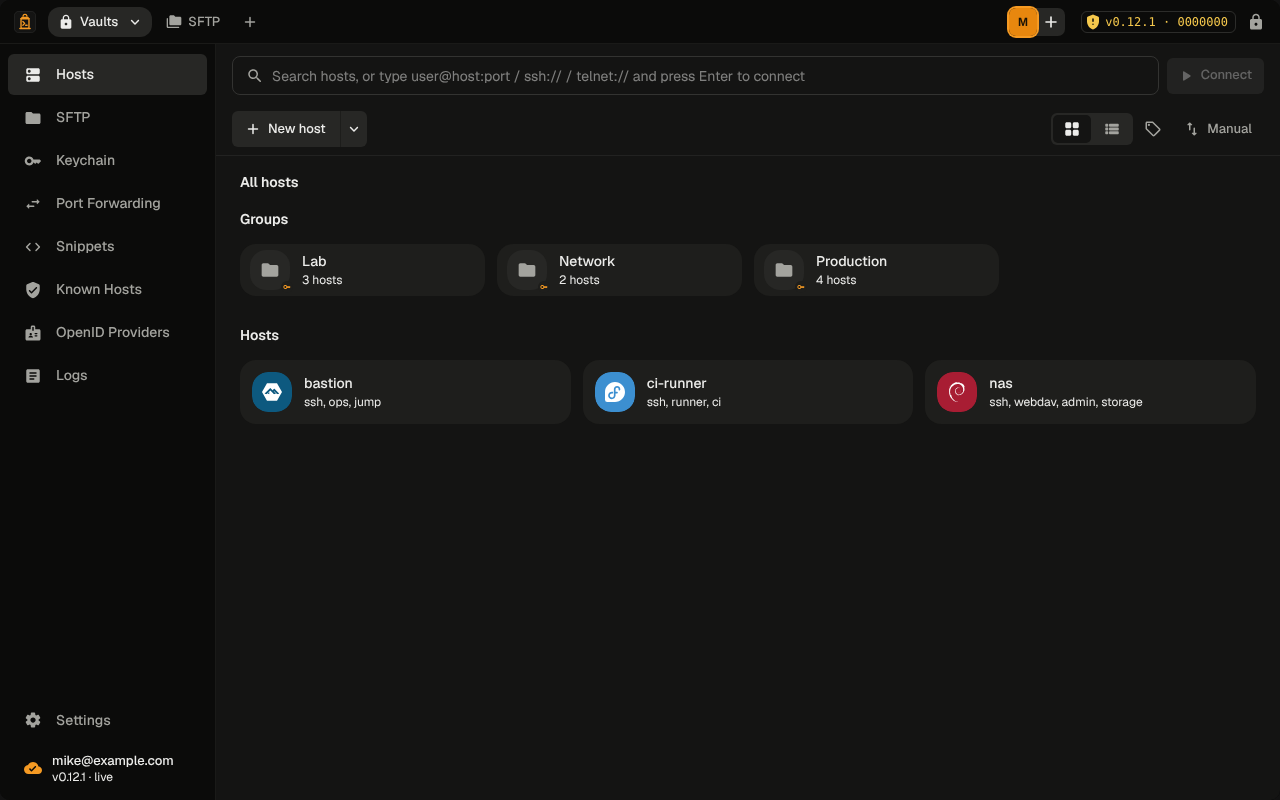 Vaults
SFTP
M
v0.12.1 · 0000000
Hosts
SFTP
Keychain
Port Forwarding
Snippets
Known Hosts
OpenID Providers
Logs
Settings
mike@example.com
v0.12.1 · live
Search hosts, or type user@host:port / ssh:// / telnet:// and press Enter to connect
Connect
New host
Manual
All hosts
Groups
Lab
3 hosts
Network
2 hosts
Production
4 hosts
Hosts
bastion
ssh, ops, jump
ci-runner
ssh, runner, ci
nas
ssh, webdav, admin, storage